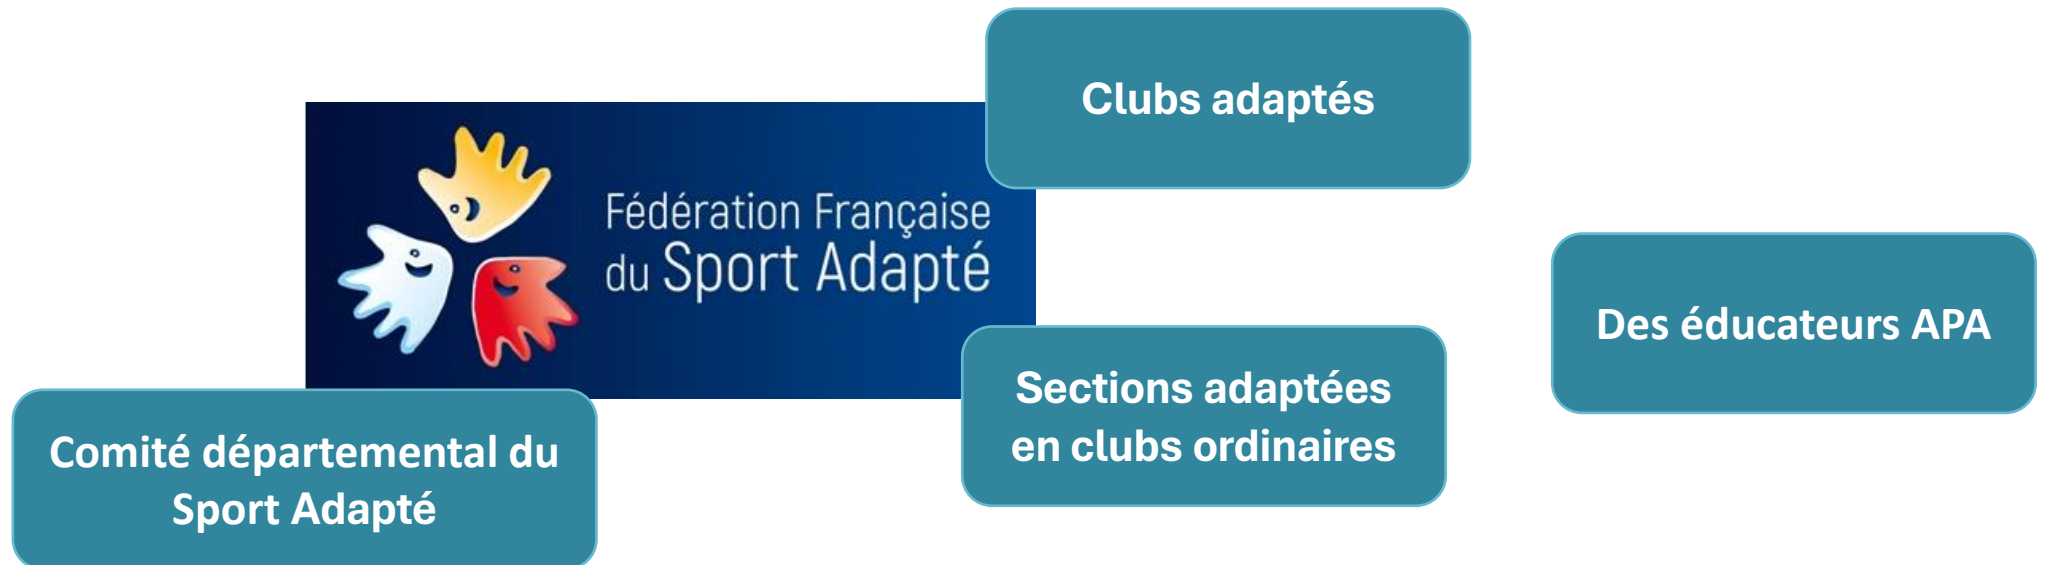 Clubs adaptés
Fédération Française
du Sport Adapté
Des éducateurs APA
Sections adaptées
en clubs ordinaires
Comité départemental du
Sport Adapté